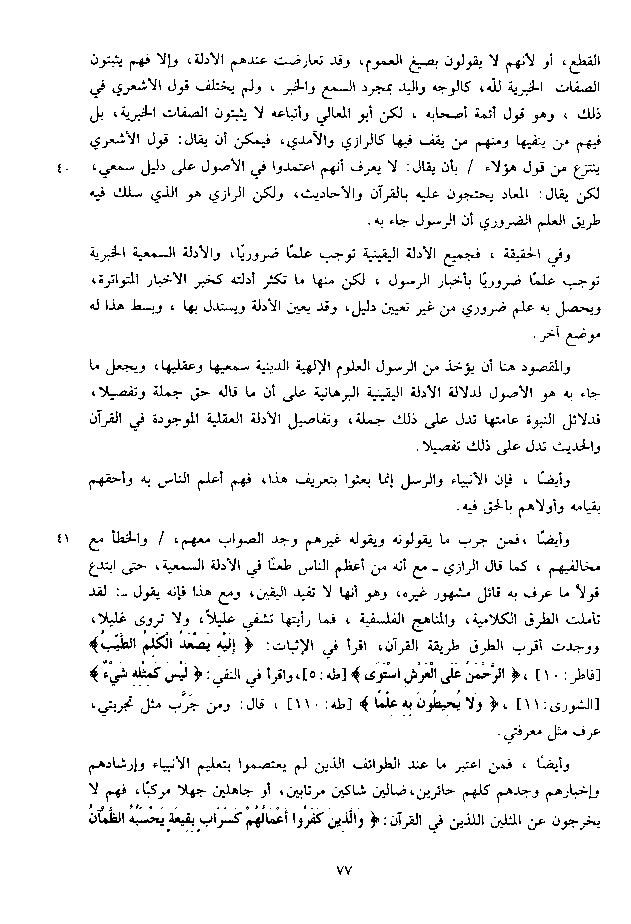 القطع، أو لأنهم لا يقولون بصيغ العموم، وقد تعارضت عندهم الأدلة، وإلا فهم يثبتون
الصفات الخبرية لله، كالوجه واليد بمجرد السمع والخبر ، ولم يختلف قول الأشعري في
ذلك ، وهو قول أئمة أصحابه ، لكن أبو المعالي وأتباعه لا يثبتون الصفات الخبرية، بل
فيهم من ينفيها ومنهم من يقف فيها كالرازي والآمدي، فيمكن أن يقال: قول الأشعري
ينتزع من قول هؤلاء / بأن يقال: لا يعرف أنهم اعتمدوا في الأصول على دليل سمعي، ٤٠
لكن يقال: المعاد يحتجون عليه بالقرآن والأحاديث، ولكن الرازي هو الذي سلك فيه
طريق العلم الضروري أن الرسول جاء به.
وفي الحقيقة ، فجميع الأدلة اليقينية توجب علمًا ضروريًا، والأدلة السمعية الخبرية
توجب علمًا ضروريًا بأخبار الرسول ، لكن منها ما تكثر أدلته كخبر الأخبار المتواترة،
ويحصل به علم ضروري من غير تعيين دليل، وقد يعين الأدلة ويستدل بها ، وبسط هذا له
موضع آخر.
والمقصود هنا أن يؤخذ من الرسول العلوم الإلهية الدينية سمعيها وعقليها، ويجعل ما
جاء به هو الأصول لدلالة الأدلة اليقينية البرهانية على أن ما قاله حق جملة وتفصيلا،
فدلائل النبوة عامتها تدل على ذلك جملة، وتفاصيل الأدلة العقلية الموجودة في القرآن
والحديث تدل على ذلك تفصيلا.
وأيضًا ، فإن الأنبياء والرسل إنما بعثوا بتعريف هذا، فهم أعلم الناس به وأحقهم
بقيامه وأولاهم بالحق فيه.
وأيضًا ،فمن جرب ما يقولونه ويقوله غيرهم وجد الصواب معهم، / والخطأ مع ٤١
مخالفيهم ، كما قال الرازي ـ مع أنه من أعظم الناس طعنًا في الأدلة السمعية، حتى ابتدع
قولاً ما عرف به قائل مشهور غيره، وهو أنها لا تفيد اليقين، ومع هذا فإنه يقول ـ: لقد
تأملت الطرق الكلامية، والمناهج الفلسفية ، فما رأيتها تشفي عليلاً، ولا تروى غليلا،
ووجدت أقرب الطرق طريقة القرآن، اقرأ في الإثبات: ﴿ إِلَيْهِ يَصْعَدُ الْكَلِمُ الطَّيِّبُ﴾
[فاطر: ١٠] ، ﴿ الرَّحْمَنُ عَلَى الْعَرْشِ اسْتَوَى ﴾ [طه: ٥]،واقرأ في النفي: ﴿ لَيْسَ كَمِثْلِهِ شَيْءٌ ﴾
[الشورى: ١١] ،﴿ وَلَا يُحِيطُونَ بِهِ عِلْمًا ﴾ [طه: ١١٠] ، قال: ومن جَرَّب مثل تجربتي،
عرف مثل معرفتي.
وأيضًا ، فمن اعتبر ما عند الطوائف الذين لم يعتصموا بتعليم الأنبياء وإرشادهم
وإخبارهم وجدهم كلهم حائرين، ضالين شاكين مرتابين، أو جاهلين جهلا مركبًا، فهم لا
يخرجون عن المثلين اللذين في القرآن: ﴿ وَالَّذِينَ كَفَرُوا أَعْمَالُهُمْ كَسَرَابٍ بِقِيعَةٍ يَحْسَبُهُ الظَّمْآنُ
٧٧